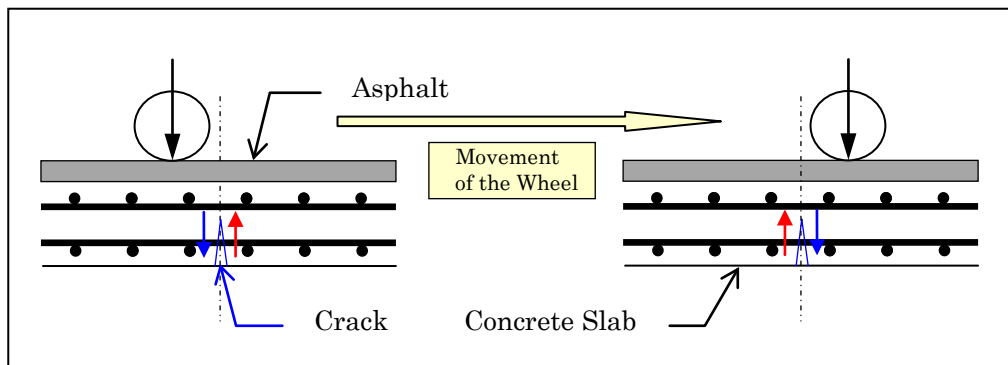 Asphalt
Movement
of the Wheel
Crack
Concrete Slab